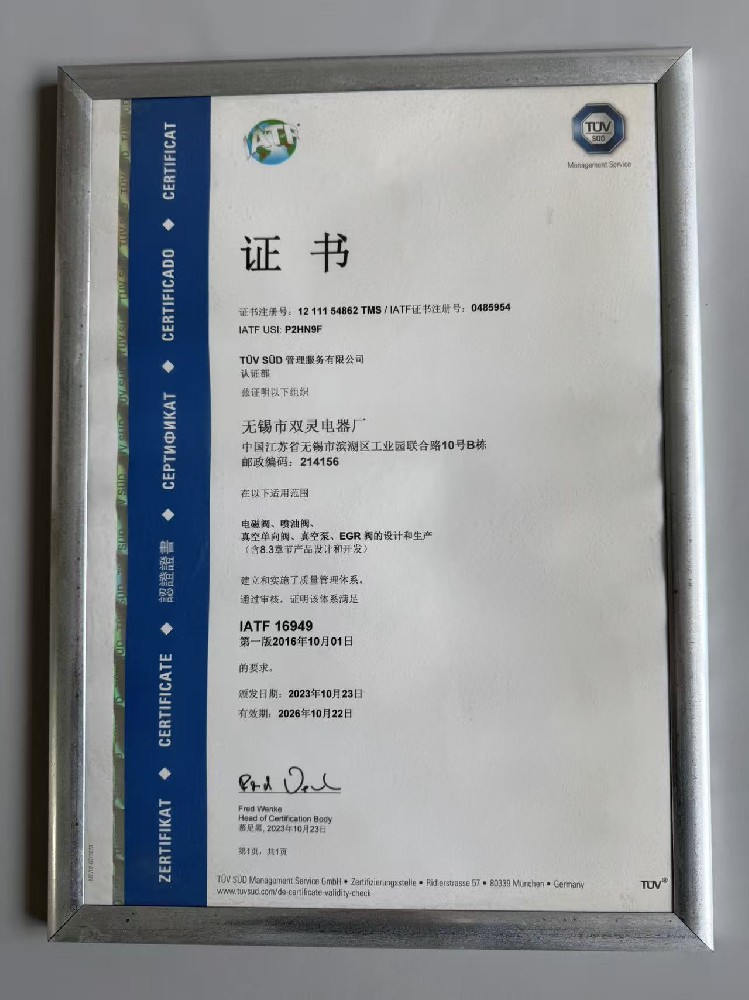 IATF
TÜV
SÜD
Management Service
证 书
证书注册号：12 111 54862 TMS / IATF证书注册号：0485954
IATF USI: P2HN9F
TÜV SÜD 管理服务有限公司
认证部
兹证明以下组织
无锡市双灵电器厂
中国江苏省无锡市滨湖区工业园联合路10号B栋
邮政编码：214156
在以下适用范围
电磁阀、喷油阀、
真空单向阀、真空泵、EGR 阀的设计和生产
（含8.3章节产品设计和开发）
建立和实施了质量管理体系。
通过审核，证明该体系满足
IATF 16949
第一版2016年10月01日
的要求。
颁发日期：2023年10月23日
有效期：2026年10月22日
Fred Wenke
Head of Certification Body
慕尼黑, 2023年10月23日
第1页，共1页
TÜV SÜD Management Service GmbH • Zertifizierungsstelle • Ridlerstrasse 57 • 80339 München • Germany
www.tuvsud.com/de-certificate-validity-check
TÜV®
ZERTIFIKAT ◆ CERTIFICATE ◆ 認證證書 ◆ СЕРТИФИКАТ ◆ CERTIFICADO ◆ CERTIFICAT